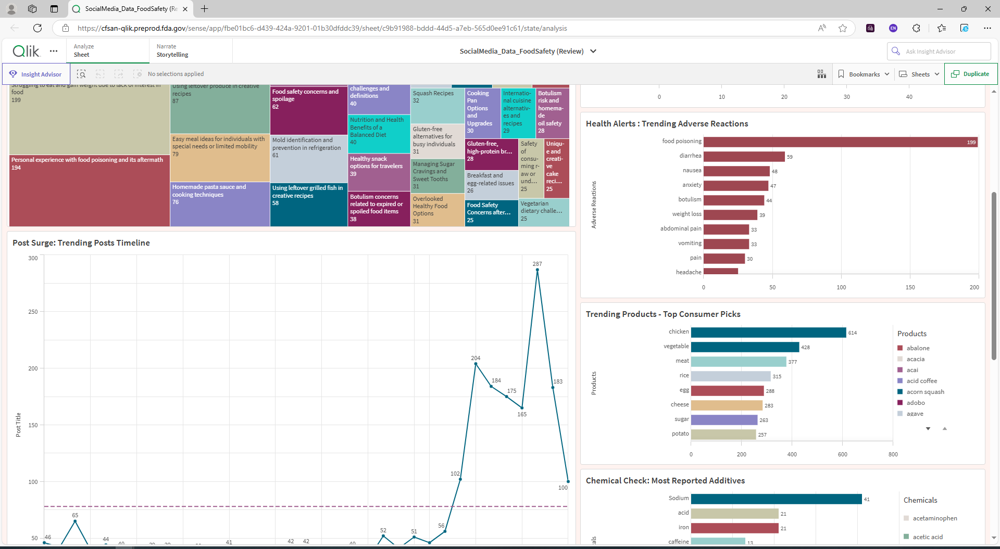 SocialMedia_Data_FoodSafety (Re
https://cfsan-qlik.preprod.fda.gov/sense/app/fbe01bc6-d439-424a-9201-01b30dfddc39/sheet/c9b91988-bddd-44d5-a7eb-565d0ee91c61/state/analysis
EN
Qlik
Analyze
Sheet
Narrate
Storytelling
SocialMedia_Data_FoodSafety (Review)
Ask Insight Advisor
Insight Advisor
No selections applied
Bookmarks
Sheets
Duplicate
Struggling to eat and gain weight due to lack of interest in
food
199
Personal experience with food poisoning and its aftermath
194
Using leftover produce in creative
recipes
87
Easy meal ideas for individuals with
special needs or limited mobility
79
Homemade pasta sauce and
cooking techniques
76
Food safety concerns and
spoilage
62
Mold identification and
prevention in refrigeration
61
Using leftover grilled fish in
creative recipes
58
challenges and
definitions
40
Nutrition and Health
Benefits of a
Balanced Diet
40
Healthy snack
options for travelers
39
Botulism concerns
related to expired or
spoiled food items
38
Squash Recipes
32
Gluten-free
alternatives for
busy individuals
31
Managing Sugar
Cravings and
Sweet Tooths
31
Overlooked
Healthy Food
Options
31
Cooking
Pan
Options
and
Upgrades
30
Internatio-
nal cuisine
alternativ-
es and
recipes
29
Botulism
risk and
homema-
de
oil safety
28
Gluten-free,
high-protein br...
28
Breakfast and
egg-related issues
26
Food Safety
Concerns after...
25
Safety
of
consu-
ming r-
aw or
und...
25
Uniqu-
e and
creati-
ve
cake
reci...
25
Vegetarian
dietary challe...
25
Post Surge: Trending Posts Timeline
Post Title
300
250
200
150
100
50
46
65
44
40
41
42
42
40
52
51
56
102
204
184
175
165
287
183
100
0
10
20
30
40
Health Alerts : Trending Adverse Reactions
Adverse Reactions
food poisoning 199
diarrhea 59
nausea 48
anxiety 47
botulism 44
weight loss 39
abdominal pain 33
vomiting 33
pain 30
headache
0
50
100
150
200
Trending Products - Top Consumer Picks
Products
chicken 614
vegetable 428
meat 377
rice 315
egg 288
cheese 283
sugar 263
potato 257
0
200
400
600
800
Products
abalone
acacia
acai
acid coffee
acorn squash
adobo
agave
Chemical Check: Most Reported Additives
Sodium 41
acid 21
iron 21
caffeine 13
Chemicals
acetaminophen
acetic acid